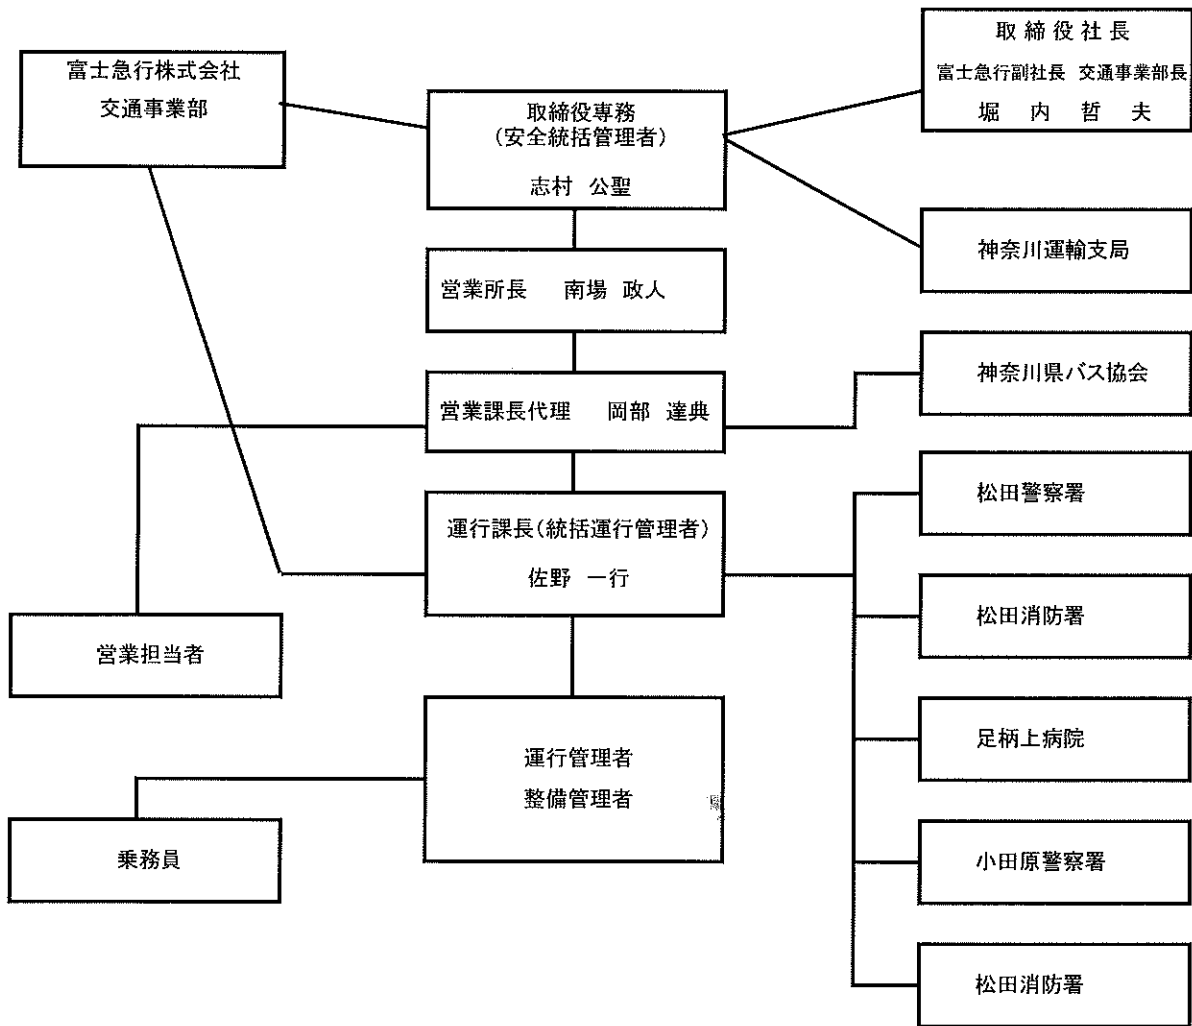 富士急行株式会社
交通事業部
取締役社長
富士急行副社長 交通事業部長
堀内哲夫
取締役専務
(安全統括管理者)
志村 公聖
神奈川運輸支局
営業所長 南場 政人
神奈川県バス協会
営業課長代理 岡部 達典
松田警察署
運行課長(統括運行管理者)
佐野 一行
松田消防署
営業担当者
足柄上病院
運行管理者
整備管理者
乗務員
小田原警察署
松田消防署